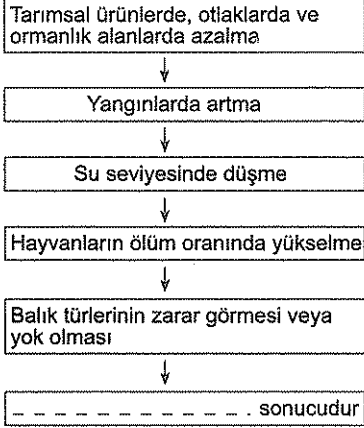 Tarımsal ürünlerde, otlaklarda ve
ormanlık alanlarda azalma
Yangınlarda artma
Su seviyesinde düşme
Hayvanların ölüm oranında yükselme
Balık türlerinin zarar görmesi veya
yok olması
_ _ _ _ _ _ _ _ _ _ _ _ . sonucudur